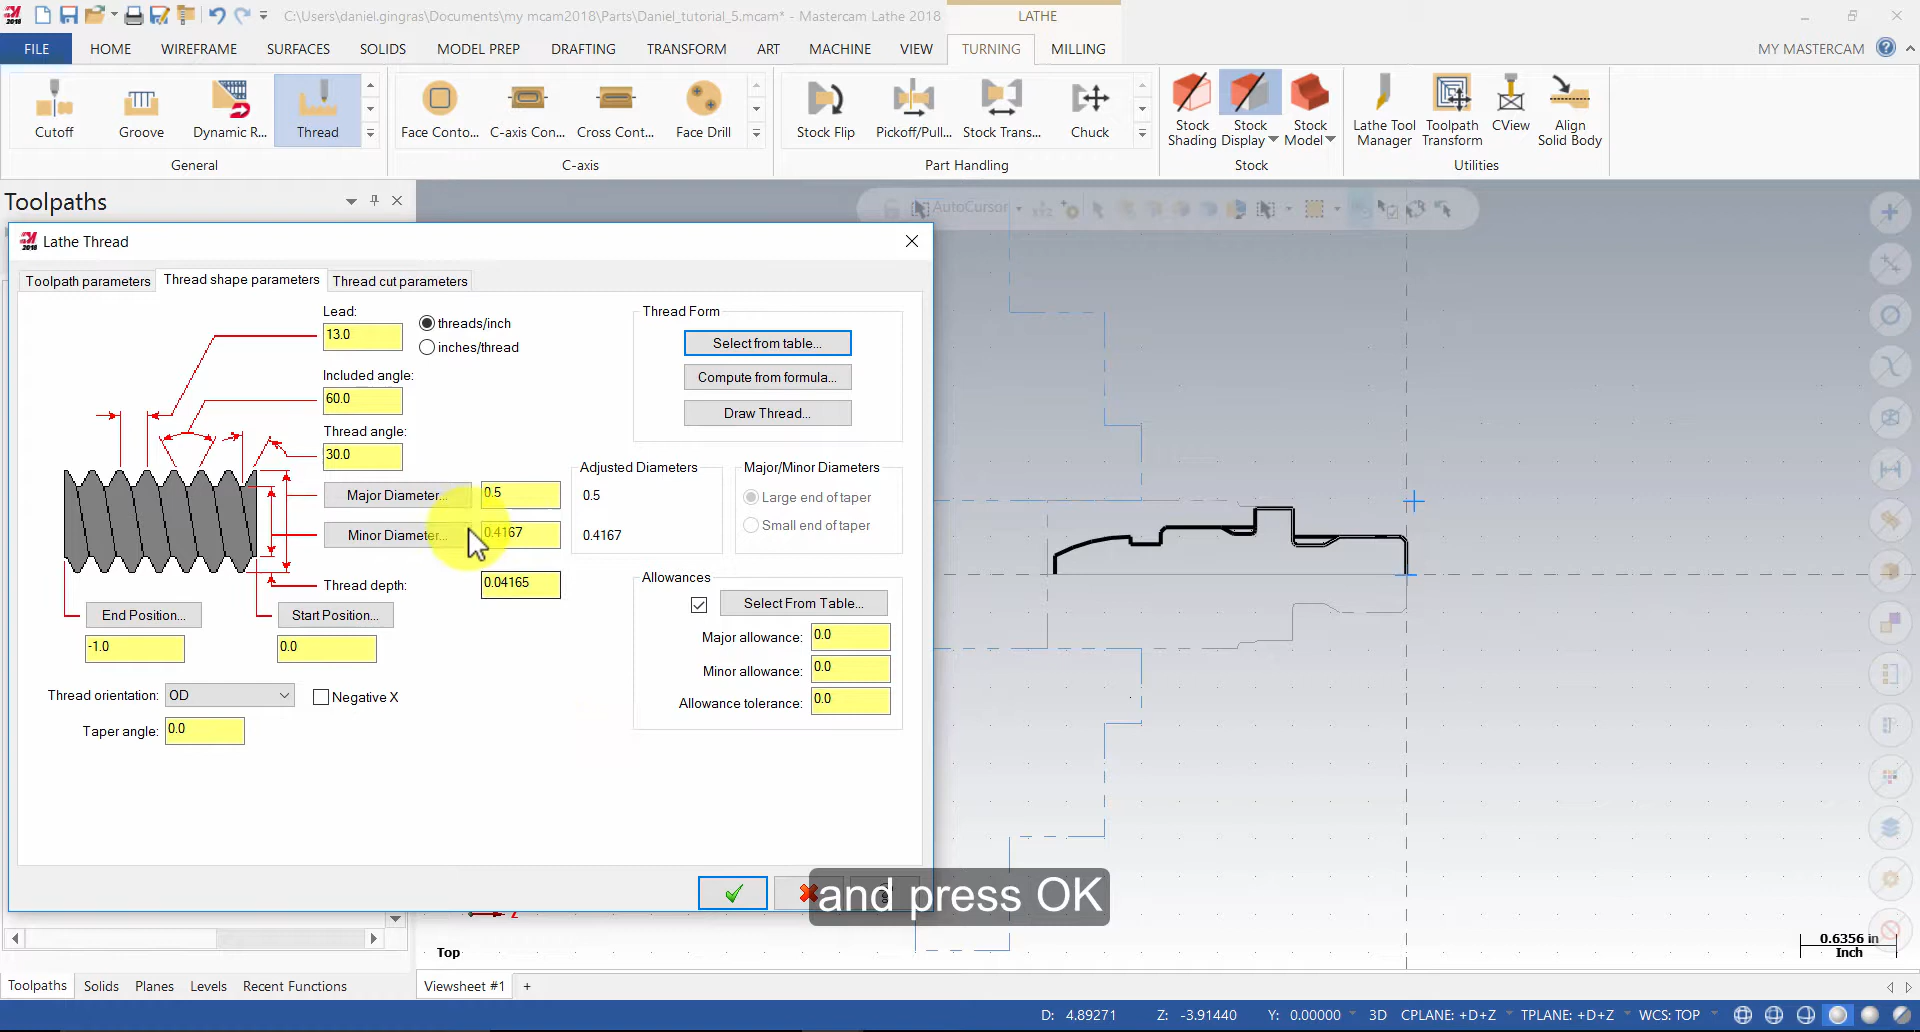 C:\Users\daniel.gingras\Documents\my mcam2018\Parts\Daniel_tutorial_5.mcam* - Mastercam Lathe 2018
LATHE
FILE HOME WIREFRAME SURFACES SOLIDS MODEL PREP DRAFTING TRANSFORM ART MACHINE VIEW TURNING MILLING MY MASTERCAM
Cutoff Groove Dynamic R... Thread Face Conto... C-axis Con... Cross Cont... Face Drill Stock Flip Pickoff/Pull... Stock Trans... Chuck
Stock Shading Stock Display Stock Model Lathe Tool Manager Toolpath Transform CView Align Solid Body
General C-axis Part Handling Stock Utilities
Toolpaths
AutoCursor
Lathe Thread
Toolpath parameters Thread shape parameters Thread cut parameters
Lead:
13.0
threads/inch
inches/thread
Included angle:
60.0
Thread angle:
30.0
Major Diameter... 0.5
Minor Diameter... 0.4167
Thread depth: 0.04165
End Position... Start Position...
-1.0 0.0
Thread orientation: OD Negative X
Taper angle: 0.0
Thread Form
Select from table...
Compute from formula...
Draw Thread...
Adjusted Diameters
0.5
0.4167
Major/Minor Diameters
Large end of taper
Small end of taper
Allowances
Select From Table...
Major allowance: 0.0
Minor allowance: 0.0
Allowance tolerance: 0.0
and press OK
Z
Top
0.6356 in
Inch
Toolpaths Solids Planes Levels Recent Functions Viewsheet #1 +
D: 4.89271 Z: -3.91440 Y: 0.00000 3D CPLANE: +D+Z TPLANE: +D+Z WCS: TOP